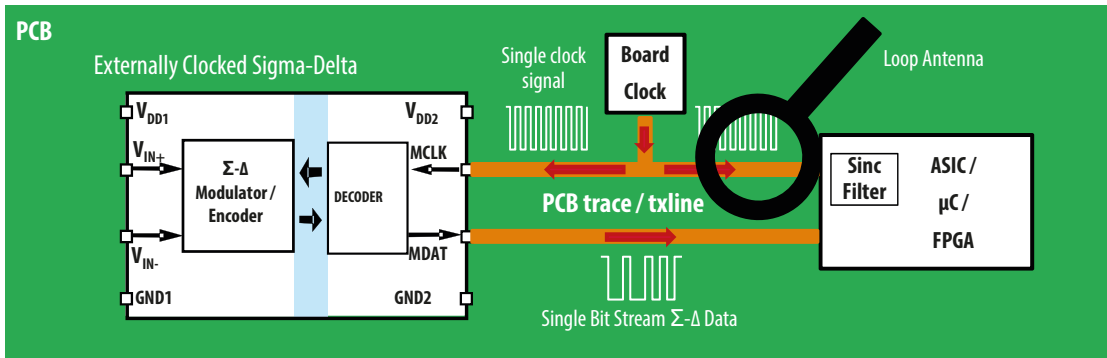 PCB
Externally Clocked Sigma-Delta
Single clock
signal
Board
Clock
Loop Antenna
VDD1
VDD2
VIN+
MCLK
Σ-Δ
Modulator /
Encoder
DECODER
PCB trace / txline
Sinc
Filter
ASIC /
µC /
FPGA
VIN-
MDAT
GND1
GND2
Single Bit Stream Σ-Δ Data